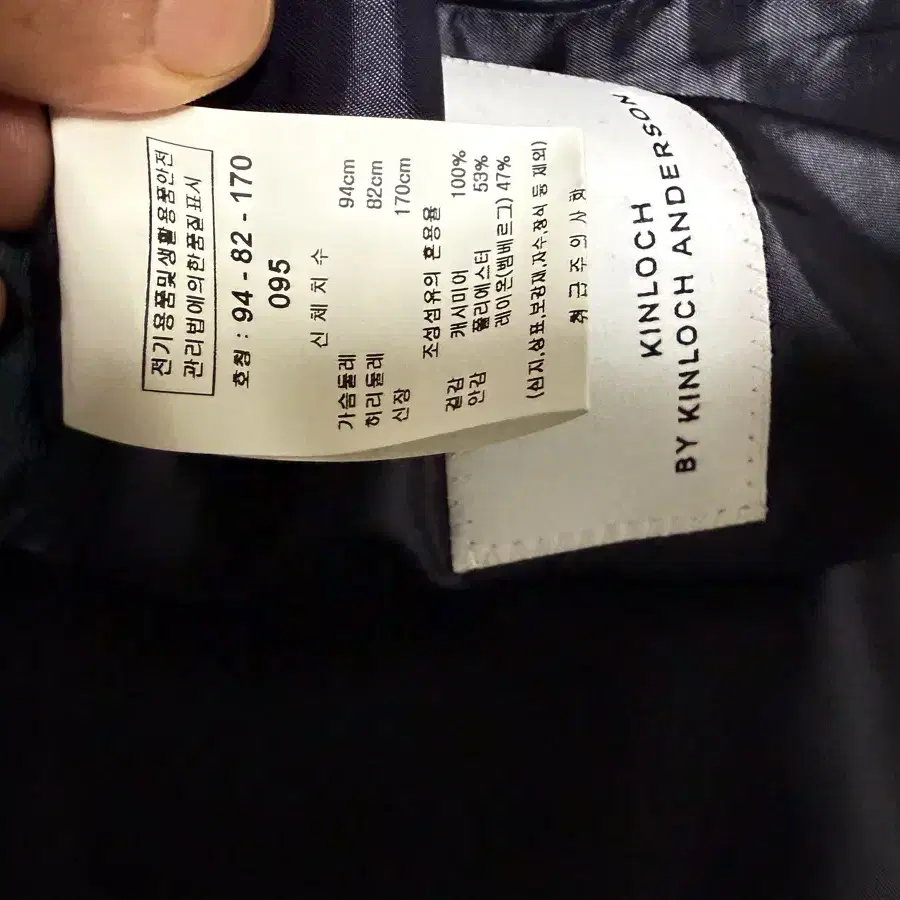 전기용품및생활용품안전
관리법에의한품질표시
호칭 : 94 - 82 - 170
095
신 체 치 수
가슴둘레 94cm
허리둘레 82cm
신장 170cm
조성섬유의 혼용율
겉감 캐시미어 100%
안감 폴리에스터 53%
레이온(벰베르그) 47%
(심지,상표,보강재,자수,장식 등 제외)
취 급 주 의 사 항
KINLOCH
BY KINLOCH ANDERSON